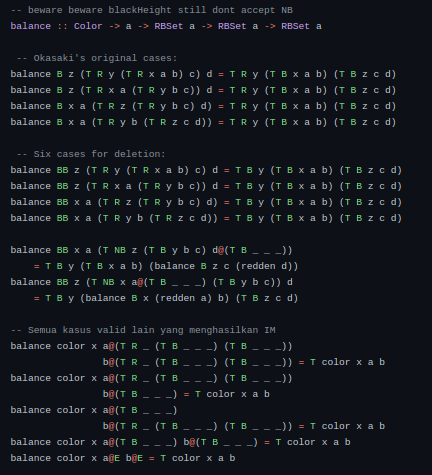 -- beware beware blackHeight still dont accept NB
balance :: Color -> a -> RBSet a -> RBSet a -> RBSet a
-- Okasaki's original cases:
balance B z (T R y (T R x a b) c) d = T R y (T B x a b) (T B z c d)
balance B z (T R x a (T R y b c)) d = T R y (T B x a b) (T B z c d)
balance B x a (T R z (T R y b c) d) = T R y (T B x a b) (T B z c d)
balance B x a (T R y b (T R z c d)) = T R y (T B x a b) (T B z c d)
-- Six cases for deletion:
balance BB z (T R y (T R x a b) c) d = T B y (T B x a b) (T B z c d)
balance BB z (T R x a (T R y b c)) d = T B y (T B x a b) (T B z c d)
balance BB x a (T R z (T R y b c) d) = T B y (T B x a b) (T B z c d)
balance BB x a (T R y b (T R z c d)) = T B y (T B x a b) (T B z c d)
balance BB x a (T NB z (T B y b c) d@(T B _ _ _))
= T B y (T B x a b) (balance B z c (redden d))
balance BB z (T NB x a@(T B _ _ _) (T B y b c)) d
= T B y (balance B x (redden a) b) (T B z c d)
-- Semua kasus valid lain yang menghasilkan IM
balance color x a@(T R _ (T B _ _ _) (T B _ _ _))
b@(T R _ (T B _ _ _) (T B _ _ _)) = T color x a b
balance color x a@(T R _ (T B _ _ _) (T B _ _ _))
b@(T B _ _ _) = T color x a b
balance color x a@(T B _ _ _)
b@(T R _ (T B _ _ _) (T B _ _ _)) = T color x a b
balance color x a@(T B _ _ _) b@(T B _ _ _) = T color x a b
balance color x a@E b@E = T color x a b